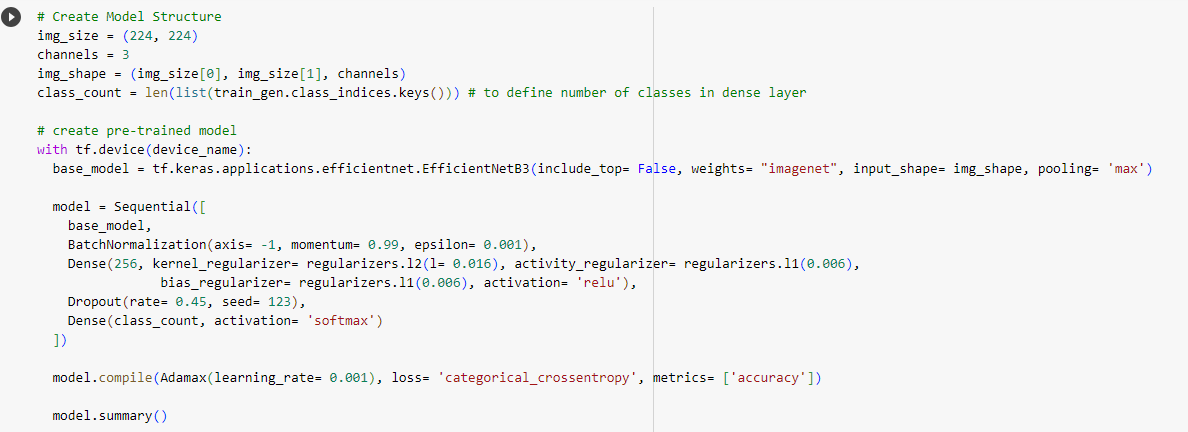 # Create Model Structure
img_size = (224, 224)
channels = 3
img_shape = (img_size[0], img_size[1], channels)
class_count = len(list(train_gen.class_indices.keys())) # to define number of classes in dense layer
# create pre-trained model
with tf.device(device_name):
  base_model = tf.keras.applications.efficientnet.EfficientNetB3(include_top= False, weights= "imagenet", input_shape= img_shape, pooling= 'max')
  model = Sequential([
    base_model,
    BatchNormalization(axis= -1, momentum= 0.99, epsilon= 0.001),
    Dense(256, kernel_regularizer= regularizers.l2(l= 0.016), activity_regularizer= regularizers.l1(0.006),
                bias_regularizer= regularizers.l1(0.006), activation= 'relu'),
    Dropout(rate= 0.45, seed= 123),
    Dense(class_count, activation= 'softmax')
  ])
  model.compile(Adamax(learning_rate= 0.001), loss= 'categorical_crossentropy', metrics= ['accuracy'])
  model.summary()